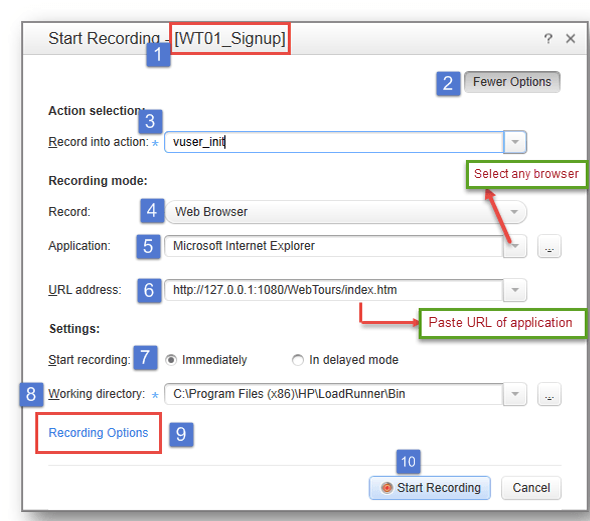 Start Recording - [WT01_Signup] ? ×
1
2 Fewer Options
Action selection:
3
Record into action: * vuser_init
Select any browser
Recording mode:
Record: 4 Web Browser
Application: 5 Microsoft Internet Explorer ...
URL address: 6 http://127.0.0.1:1080/WebTours/index.htm
Paste URL of application
Settings:
Start recording: 7 Immediately In delayed mode
8 Working directory: * C:\Program Files (x86)\HP\LoadRunner\Bin ...
Recording Options 9
10
Start Recording Cancel